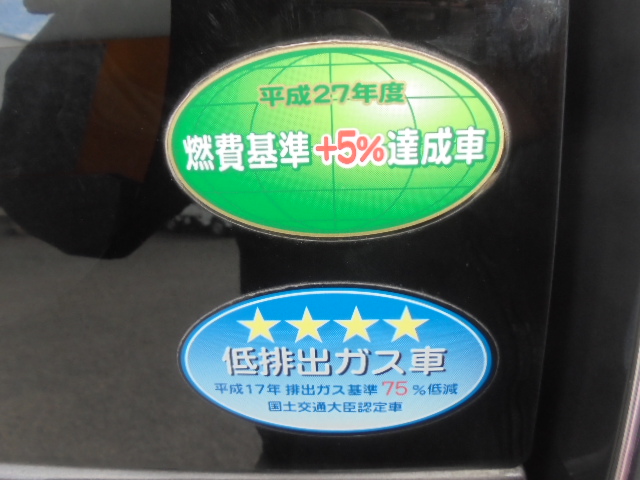 平成27年度
燃費基準+5%達成車
低排出ガス車
平成17年 排出ガス基準 75 %低減
国土交通大臣認定車